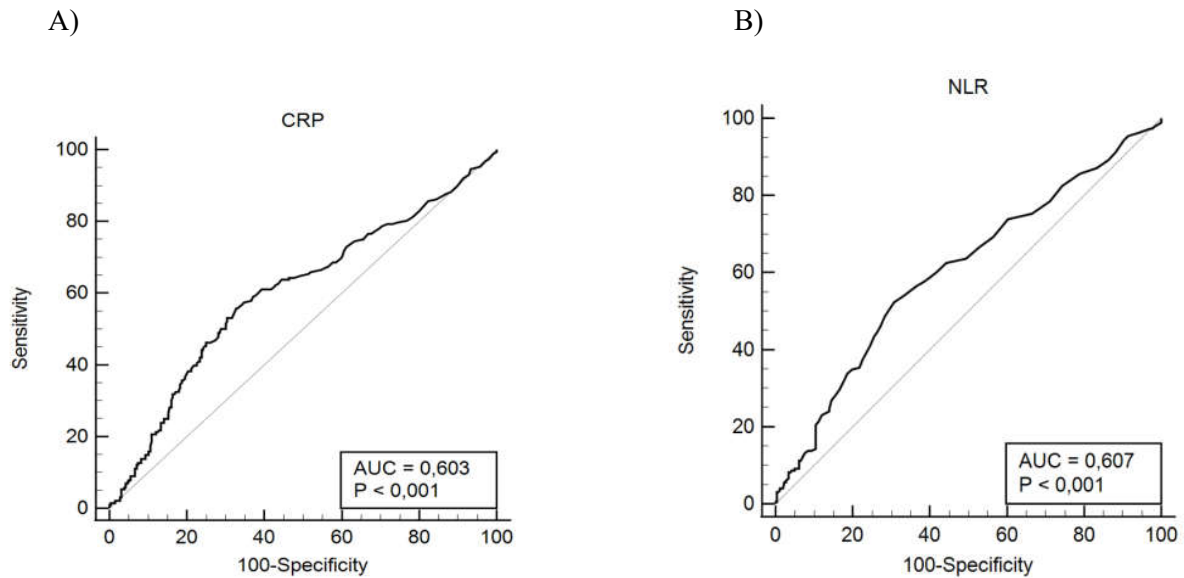 A)
B)
CRP
100
80
60
40
20
0
Sensitivity
AUC = 0,603
P < 0,001
0 20 40 60 80 100
100-Specificity
NLR
100
80
60
40
20
0
Sensitivity
AUC = 0,607
P < 0,001
0 20 40 60 80 100
100-Specificity